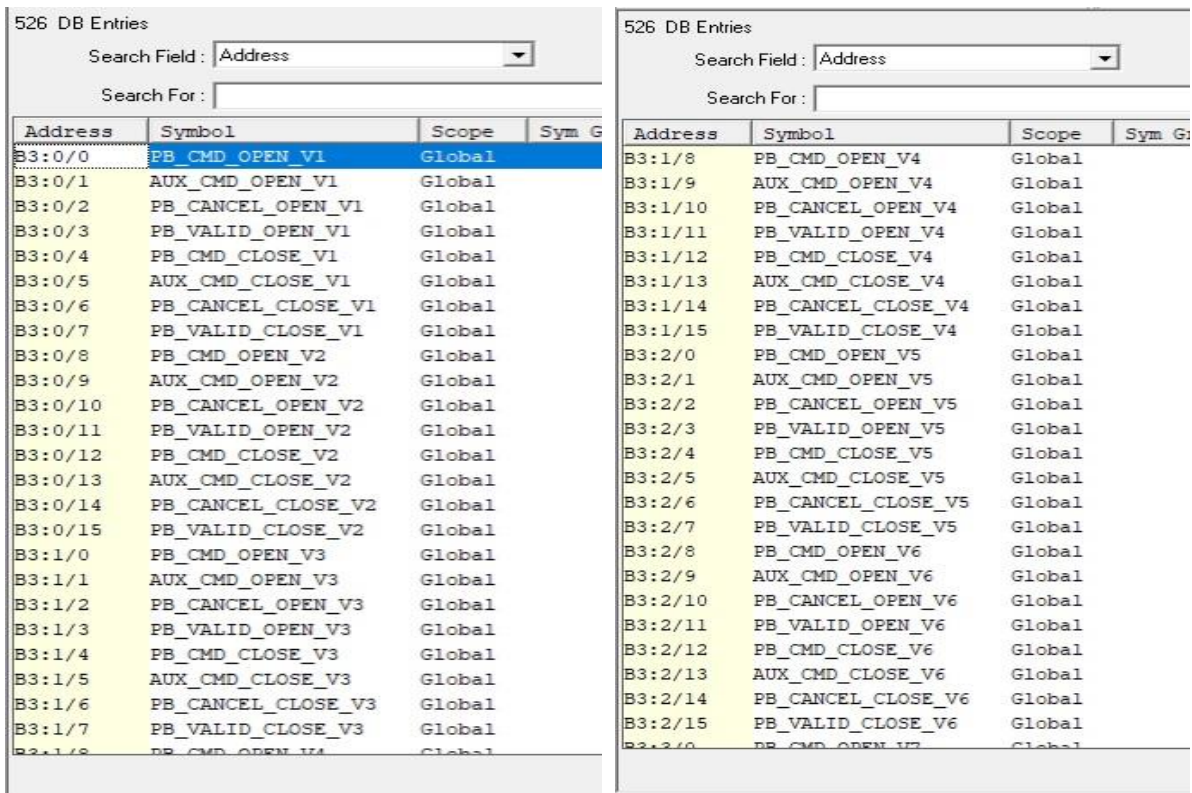 526 DB Entries
Search Field : Address
Search For :
Address Symbol Scope Sym G
B3:0/0 PB_CMD_OPEN_V1 Global
B3:0/1 AUX_CMD_OPEN_V1 Global
B3:0/2 PB_CANCEL_OPEN_V1 Global
B3:0/3 PB_VALID_OPEN_V1 Global
B3:0/4 PB_CMD_CLOSE_V1 Global
B3:0/5 AUX_CMD_CLOSE_V1 Global
B3:0/6 PB_CANCEL_CLOSE_V1 Global
B3:0/7 PB_VALID_CLOSE_V1 Global
B3:0/8 PB_CMD_OPEN_V2 Global
B3:0/9 AUX_CMD_OPEN_V2 Global
B3:0/10 PB_CANCEL_OPEN_V2 Global
B3:0/11 PB_VALID_OPEN_V2 Global
B3:0/12 PB_CMD_CLOSE_V2 Global
B3:0/13 AUX_CMD_CLOSE_V2 Global
B3:0/14 PB_CANCEL_CLOSE_V2 Global
B3:0/15 PB_VALID_CLOSE_V2 Global
B3:1/0 PB_CMD_OPEN_V3 Global
B3:1/1 AUX_CMD_OPEN_V3 Global
B3:1/2 PB_CANCEL_OPEN_V3 Global
B3:1/3 PB_VALID_OPEN_V3 Global
B3:1/4 PB_CMD_CLOSE_V3 Global
B3:1/5 AUX_CMD_CLOSE_V3 Global
B3:1/6 PB_CANCEL_CLOSE_V3 Global
B3:1/7 PB_VALID_CLOSE_V3 Global
B3:1/8 PB_CMD_OPEN_V4 Global
526 DB Entries
Search Field : Address
Search For :
Address Symbol Scope Sym Gr
B3:1/8 PB_CMD_OPEN_V4 Global
B3:1/9 AUX_CMD_OPEN_V4 Global
B3:1/10 PB_CANCEL_OPEN_V4 Global
B3:1/11 PB_VALID_OPEN_V4 Global
B3:1/12 PB_CMD_CLOSE_V4 Global
B3:1/13 AUX_CMD_CLOSE_V4 Global
B3:1/14 PB_CANCEL_CLOSE_V4 Global
B3:1/15 PB_VALID_CLOSE_V4 Global
B3:2/0 PB_CMD_OPEN_V5 Global
B3:2/1 AUX_CMD_OPEN_V5 Global
B3:2/2 PB_CANCEL_OPEN_V5 Global
B3:2/3 PB_VALID_OPEN_V5 Global
B3:2/4 PB_CMD_CLOSE_V5 Global
B3:2/5 AUX_CMD_CLOSE_V5 Global
B3:2/6 PB_CANCEL_CLOSE_V5 Global
B3:2/7 PB_VALID_CLOSE_V5 Global
B3:2/8 PB_CMD_OPEN_V6 Global
B3:2/9 AUX_CMD_OPEN_V6 Global
B3:2/10 PB_CANCEL_OPEN_V6 Global
B3:2/11 PB_VALID_OPEN_V6 Global
B3:2/12 PB_CMD_CLOSE_V6 Global
B3:2/13 AUX_CMD_CLOSE_V6 Global
B3:2/14 PB_CANCEL_CLOSE_V6 Global
B3:2/15 PB_VALID_CLOSE_V6 Global
B3:3/0 PB_CMD_OPEN_V7 Global